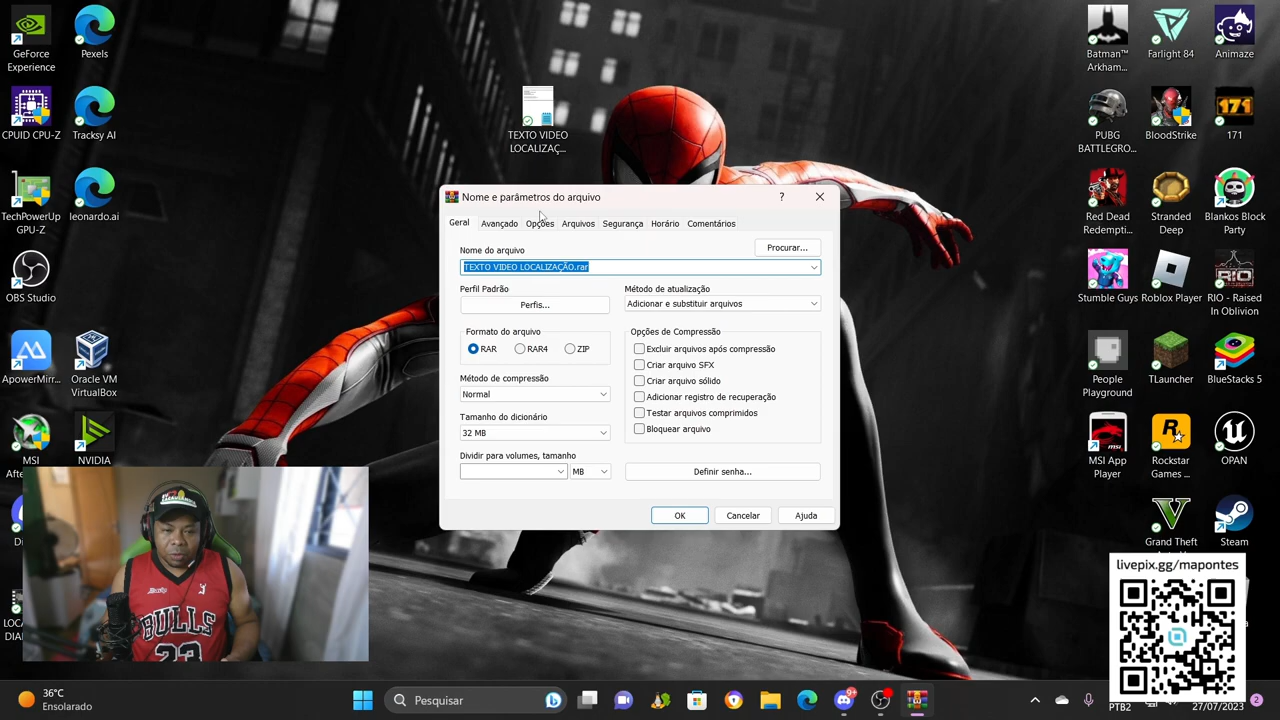 GeForce
Experience
Pexels
CPUID CPU-Z
Tracksy AI
TechPowerUp
GPU-Z
leonardo.ai
OBS Studio
ApowerMirr...
Oracle VM
VirtualBox
MSI
NVIDIA
TEXTO VIDEO
LOCALIZAÇ...
Batman™
Arkham...
Farlight 84
Animaze
PUBG
BATTLEGRO...
BloodStrike
171
171
Red Dead
Redempti...
Stranded
Deep
Blankos Block
Party
Stumble Guys
Roblox Player
RIO
RIO - Raised
In Oblivion
People
Playground
TLauncher
BlueStacks 5
MSI App
Player
Rockstar
Games ...
OPAN
Grand Theft
Steam
Nome e parâmetros do arquivo
?
Geral
Avançado
Opções
Arquivos
Segurança
Horário
Comentários
Nome do arquivo
Procurar...
TEXTO VIDEO LOCALIZAÇÃO.rar
Perfil Padrão
Perfis...
Método de atualização
Adicionar e substituir arquivos
Formato do arquivo
RAR
RAR4
ZIP
Opções de Compressão
Excluir arquivos após compressão
Criar arquivo SFX
Criar arquivo sólido
Adicionar registro de recuperação
Testar arquivos comprimidos
Bloquear arquivo
Método de compressão
Normal
Tamanho do dicionário
32 MB
Dividir para volumes, tamanho
MB
Definir senha...
OK
Cancelar
Ajuda
BULLS
23
livepix.gg/mapontes
36°C
Ensolarado
Pesquisar
PTB2
27/07/2023
2